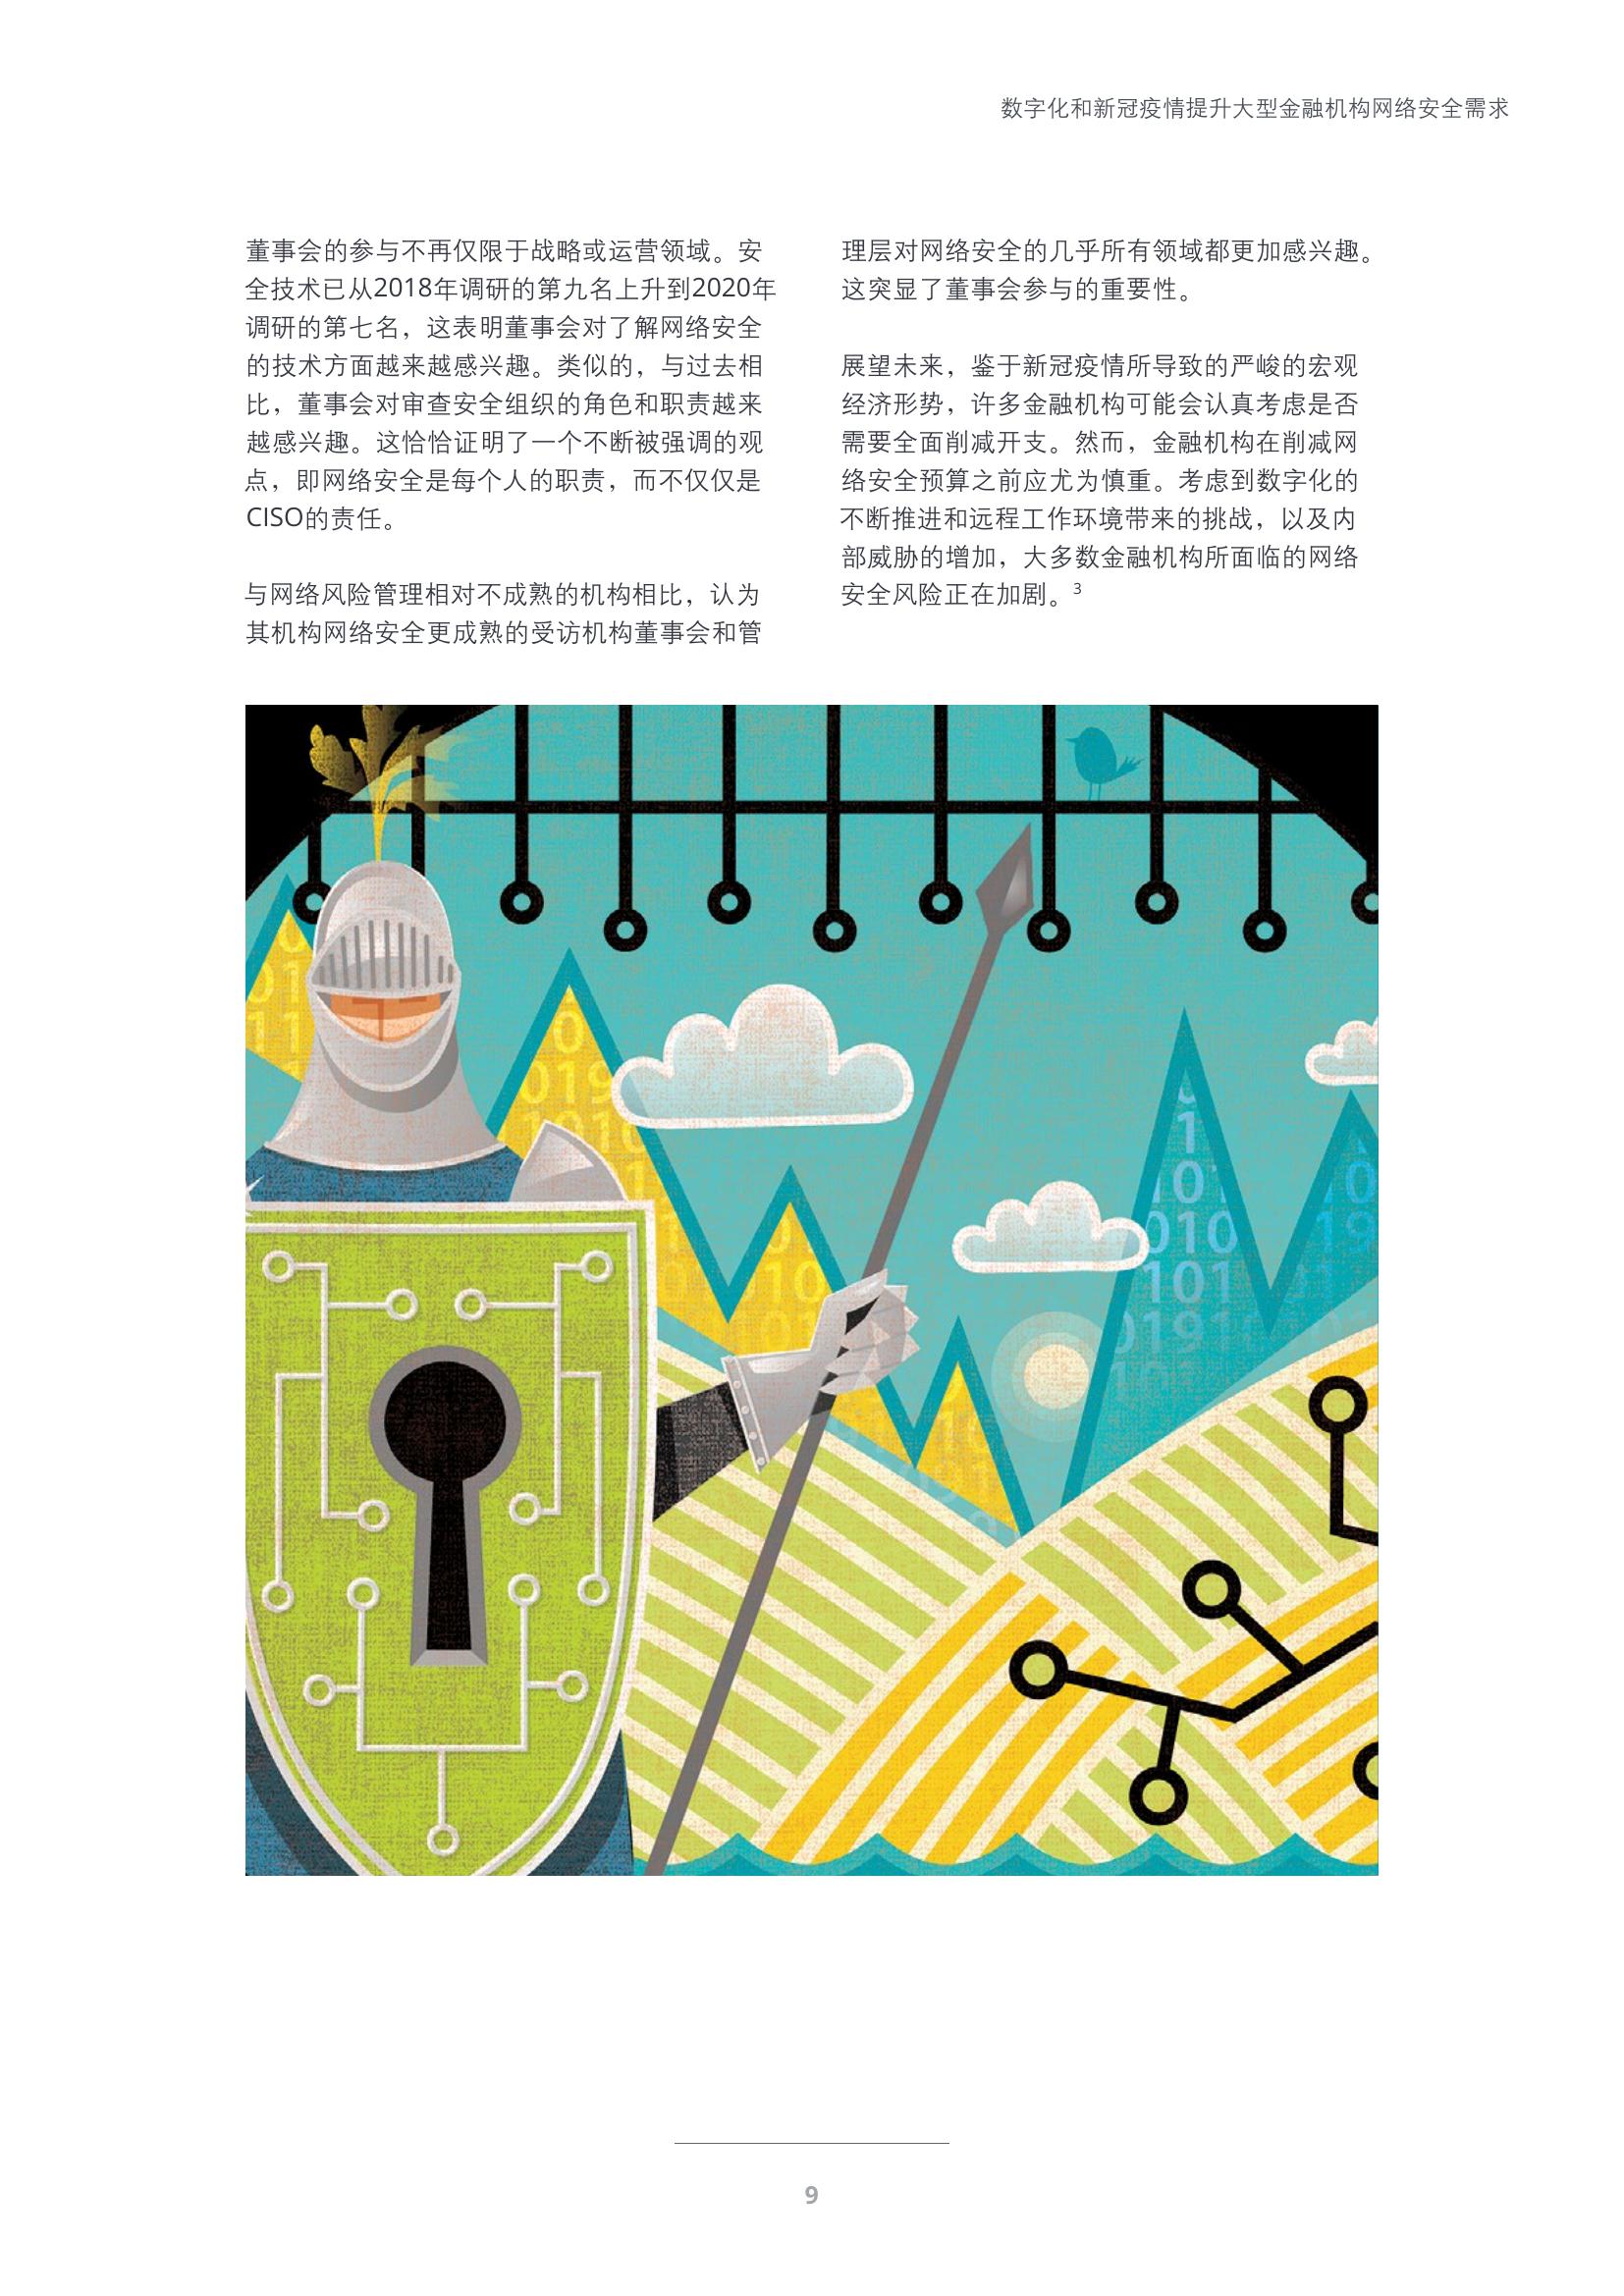 数字化和新冠疫情提升大型金融机构网络安全需求
董事会的参与不再仅限于战略或运营领域。安
全技术已从2018年调研的第九名上升到2020年
调研的第七名，这表明董事会对了解网络安全
的技术方面越来越感兴趣。类似的，与过去相
比，董事会对审查安全组织的角色和职责越来
越感兴趣。这恰恰证明了一个不断被强调的观
点，即网络安全是每个人的职责，而不仅仅是
CISO的责任。
与网络风险管理相对不成熟的机构相比，认为
其机构网络安全更成熟的受访机构董事会和管
理层对网络安全的几乎所有领域都更加感兴趣。
这突显了董事会参与的重要性。
展望未来，鉴于新冠疫情所导致的严峻的宏观
经济形势，许多金融机构可能会认真考虑是否
需要全面削减开支。然而，金融机构在削减网
络安全预算之前应尤为慎重。考虑到数字化的
不断推进和远程工作环境带来的挑战，以及内
部威胁的增加，大多数金融机构所面临的网络
安全风险正在加剧。3
0
01
11
0
019
1
10
010
101
10
19
9